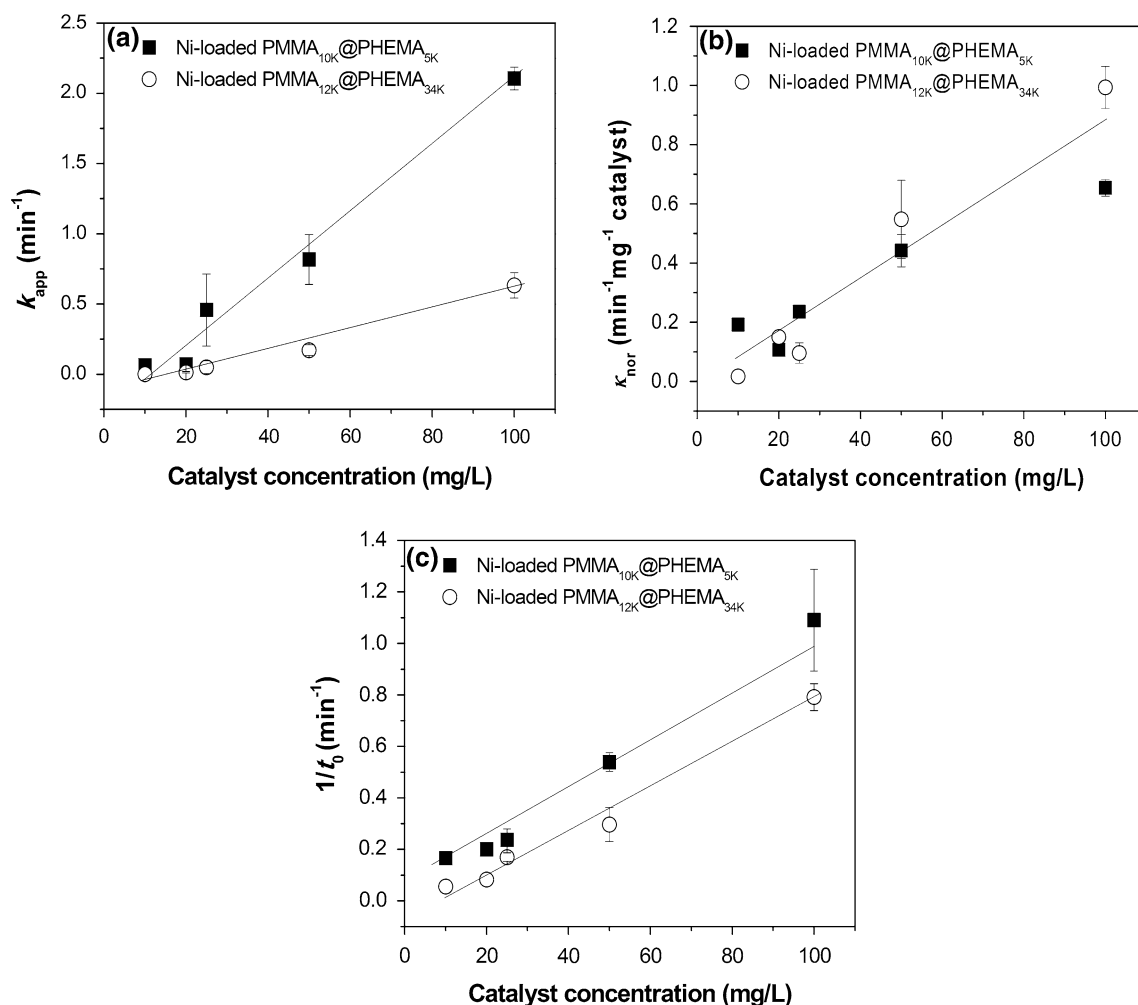 (a)
Ni-loaded PMMA10K@PHEMA5K
Ni-loaded PMMA12K@PHEMA34K
2.5
2.0
1.5
1.0
0.5
0.0
kapp (min-1)
0 20 40 60 80 100
Catalyst concentration (mg/L)
(b)
Ni-loaded PMMA10K@PHEMA5K
Ni-loaded PMMA12K@PHEMA34K
1.2
1.0
0.8
0.6
0.4
0.2
0.0
κnor (min-1mg-1 catalyst)
0 20 40 60 80 100
Catalyst concentration (mg/L)
(c)
Ni-loaded PMMA10K@PHEMA5K
Ni-loaded PMMA12K@PHEMA34K
1.4
1.2
1.0
0.8
0.6
0.4
0.2
0.0
1/t0 (min-1)
0 20 40 60 80 100
Catalyst concentration (mg/L)